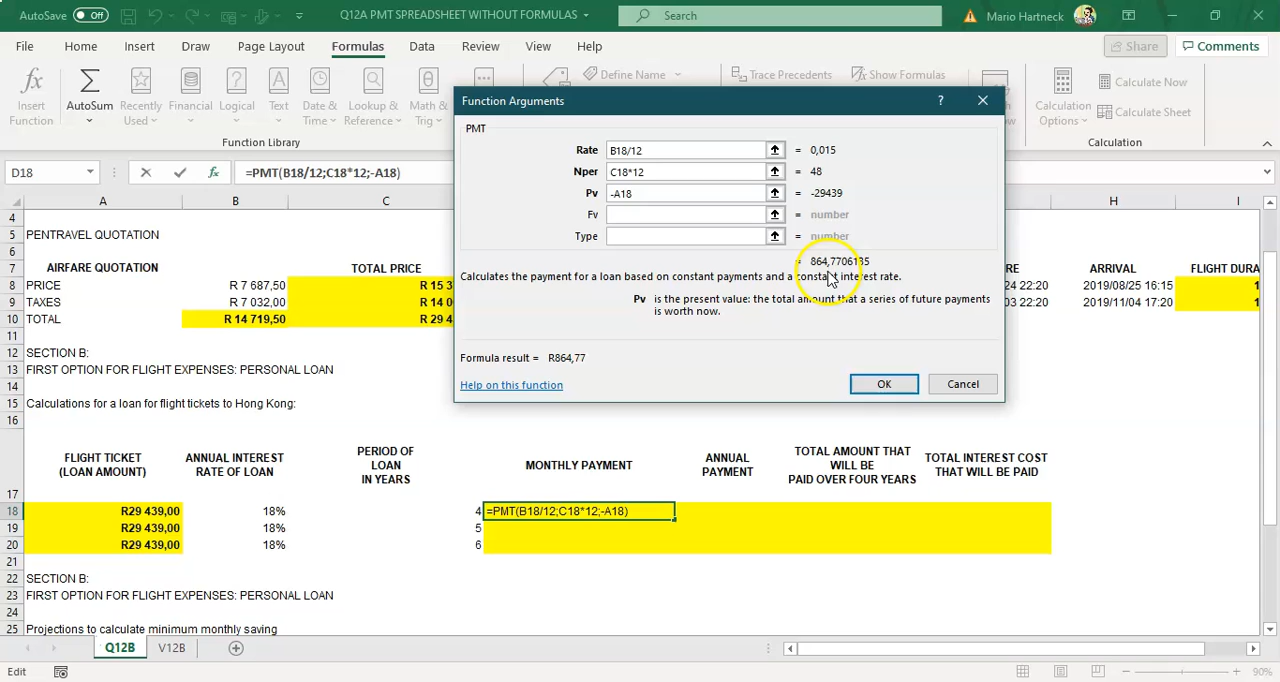 AutoSave Off Q12A PMT SPREADSHEET WITHOUT FORMULAS Search Mario Hartneck
File Home Insert Draw Page Layout Formulas Data Review View Help Share Comments
fx Σ ? A θ Define Name Trace Precedents Show Formulas Calculate Now
Insert Function AutoSum Recently Used Financial Logical Text Date & Time Lookup & Reference Math & Trig Calculation Options Calculate Sheet
Function Library Calculation
D18 fx =PMT(B18/12;C18*12;-A18)
Function Arguments ?
PMT
Rate B18/12 = 0,015
Nper C18*12 = 48
Pv -A18 = -29439
Fv = number
Type = number
= 864,7706135
Calculates the payment for a loan based on constant payments and a constant interest rate.
Pv is the present value: the total amount that a series of future payments
is worth now.
Formula result = R864,77
Help on this function OK Cancel
A B C H I
4
5 PENTRAVEL QUOTATION
6
7 AIRFARE QUOTATION TOTAL PRICE ARRIVAL FLIGHT DURA
8 PRICE R 7 687,50 R 15 3 22:20 2019/08/25 16:15 1
9 TAXES R 7 032,00 R 14 0 22:20 2019/11/04 17:20 1
10 TOTAL R 14 719,50 R 29 4
11
12 SECTION B:
13 FIRST OPTION FOR FLIGHT EXPENSES: PERSONAL LOAN
14
15 Calculations for a loan for flight tickets to Hong Kong:
16
17 FLIGHT TICKET (LOAN AMOUNT) ANNUAL INTEREST RATE OF LOAN PERIOD OF LOAN IN YEARS MONTHLY PAYMENT ANNUAL PAYMENT TOTAL AMOUNT THAT WILL BE PAID OVER FOUR YEARS TOTAL INTEREST COST THAT WILL BE PAID
18 R29 439,00 18% 4 =PMT(B18/12;C18*12;-A18)
19 R29 439,00 18% 5
20 R29 439,00 18% 6
21
22 SECTION B:
23 FIRST OPTION FOR FLIGHT EXPENSES: PERSONAL LOAN
24
25 Projections to calculate minimum monthly saving
Q12B V12B
Edit 90%